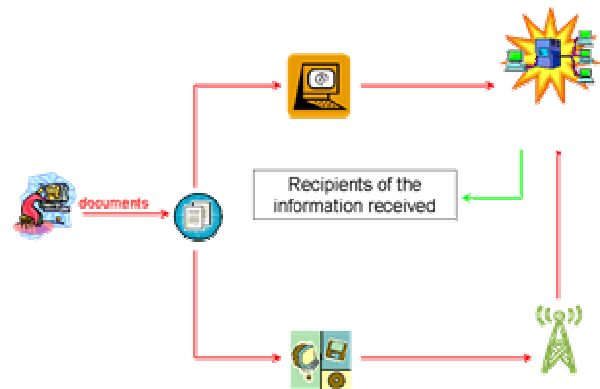 @
documents
Recipients of the
information received